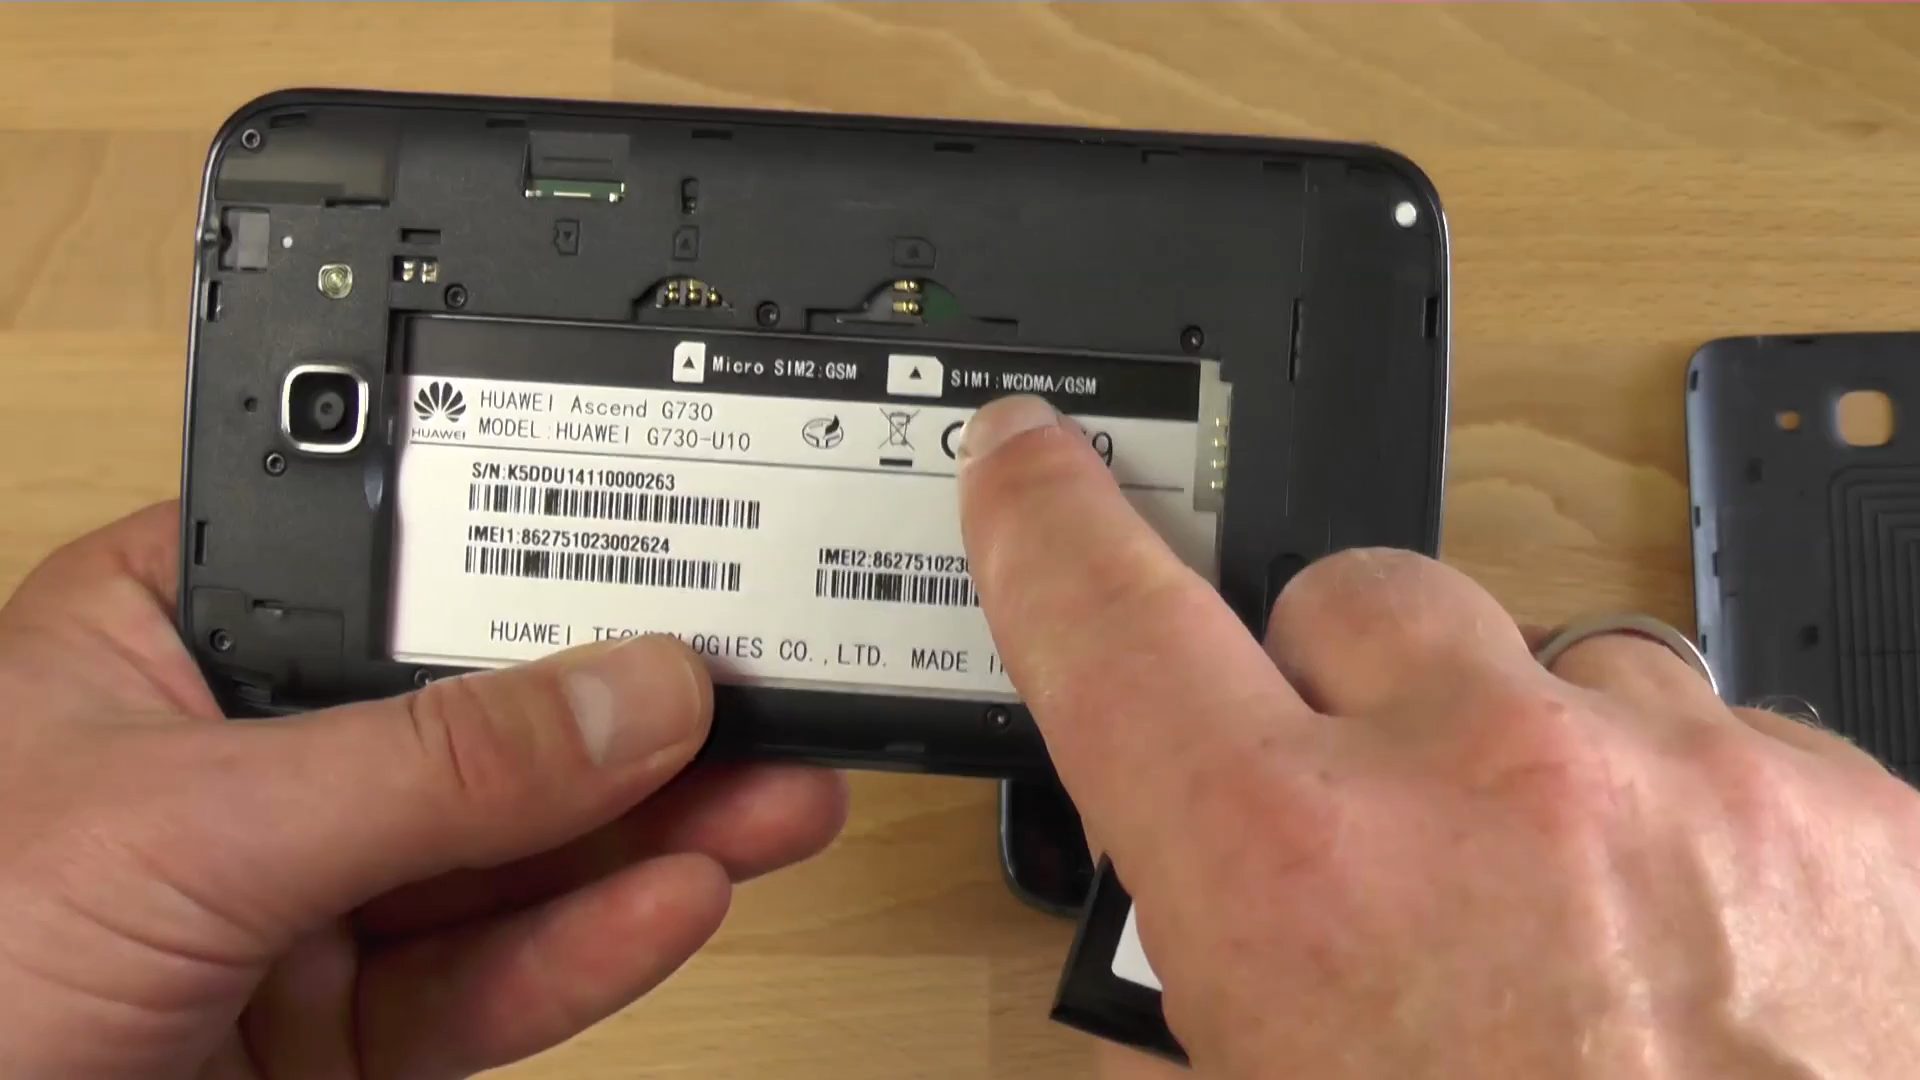 Micro SIM2:GSM
SIM1:WCDMA/GSM
HUAWEI
HUAWEI Ascend G730
MODEL:HUAWEI G730-U10
S/N:K5DDU14110000263
IMEI1:862751023002624
IMEI2:8627510230
HUAWEI TECHNOLOGIES CO.,LTD. MADE